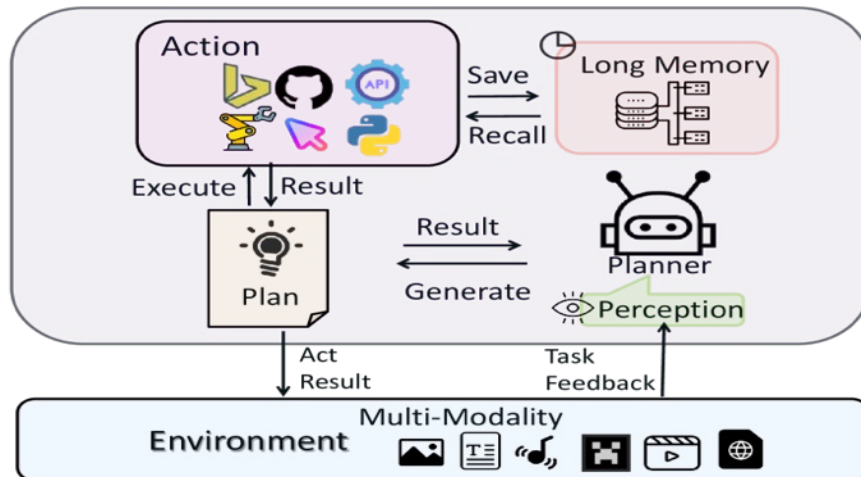 Action
API
Save
Recall
Long Memory
Execute
Result
Plan
Result
Generate
Planner
Perception
Act
Result
Task
Feedback
Multi-Modality
Environment
T